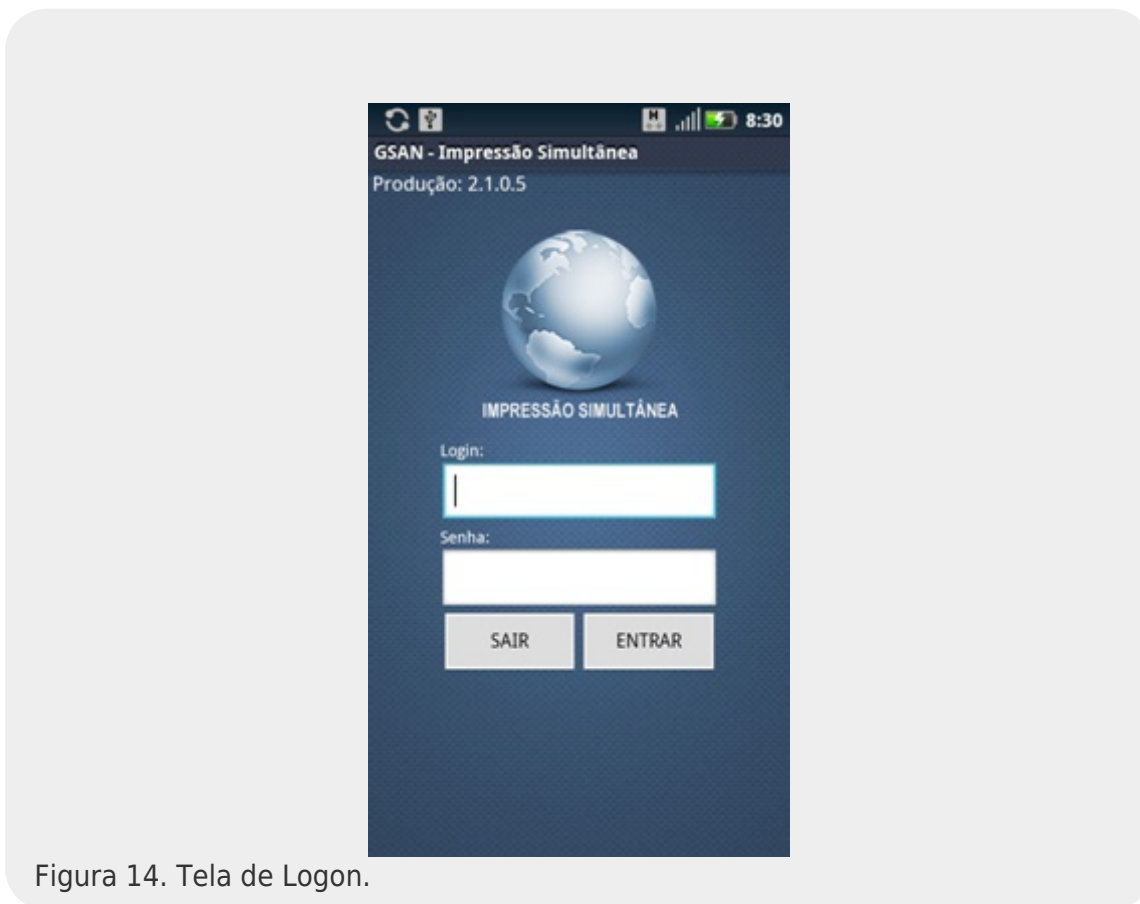 8:30
GSAN - Impressão Simultânea
Produção: 2.1.0.5
IMPRESSÃO SIMULTÂNEA
Login:
Senha:
SAIR ENTRAR
Figura 14. Tela de Logon.